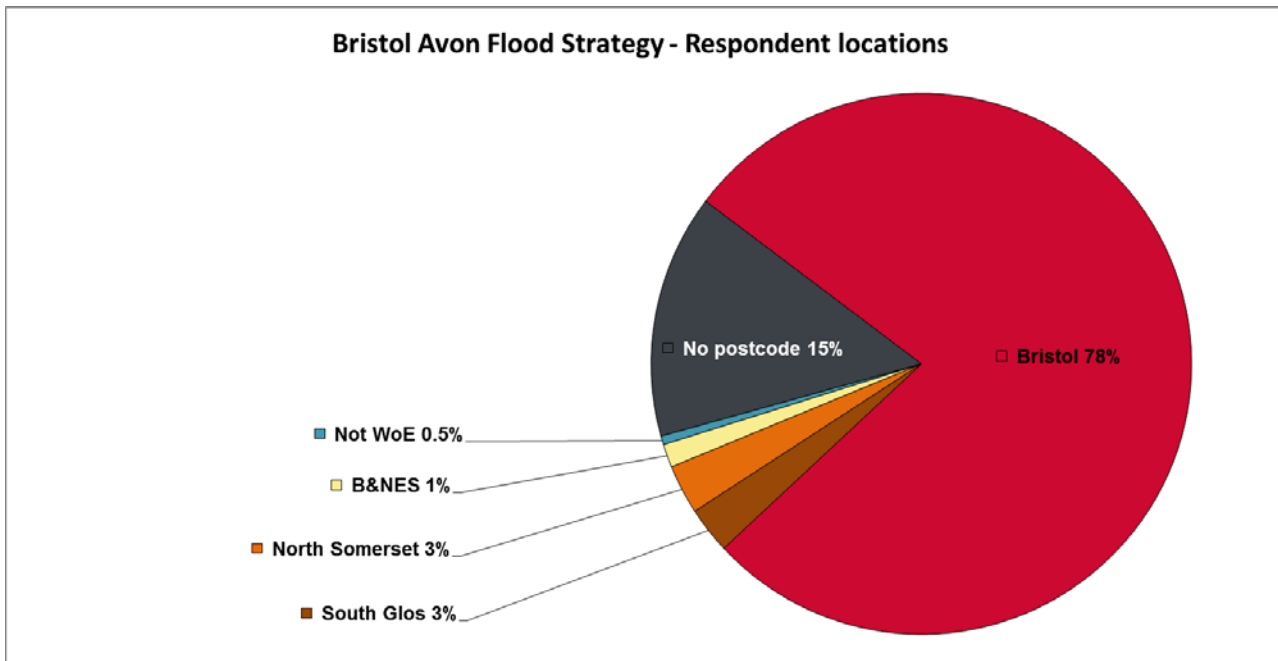 Bristol Avon Flood Strategy - Respondent locations
No postcode 15%
Bristol 78%
Not WoE 0.5%
B&NES 1%
North Somerset 3%
South Glos 3%